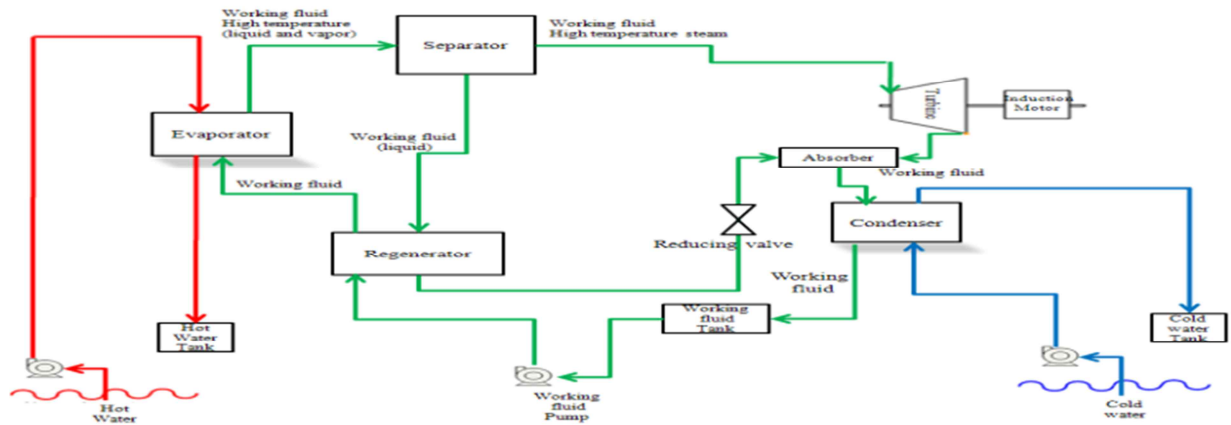 Working fluid
High temperature
(liquid and vapor)
Separator
Working fluid
High temperature steam
Turbine
Induction
Motor
Evaporator
Working fluid
(liquid)
Absorber
Working fluid
Working fluid
Condenser
Regenerator
Reducing valve
Working
fluid
Hot
Water
Tank
Working
fluid
Tank
Cold
water
Tank
Working
fluid
Pump
Hot
Water
Cold
water